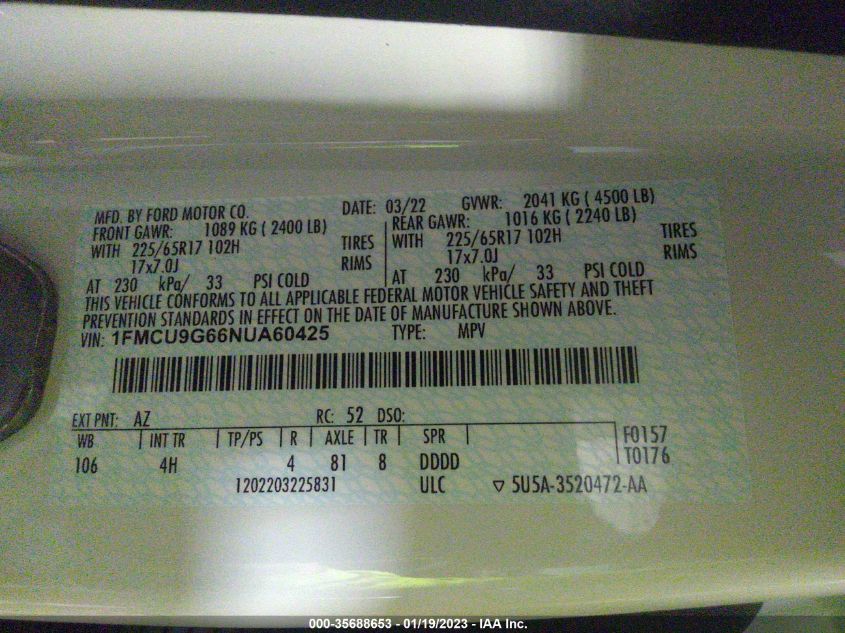 MFD. BY FORD MOTOR CO. DATE: 03/22 GVWR: 2041 KG ( 4500 LB)
FRONT GAWR: 1089 KG ( 2400 LB) REAR GAWR: 1016 KG ( 2240 LB)
WITH 225/65R17 102H TIRES WITH 225/65R17 102H TIRES
17x7.0J RIMS 17x7.0J RIMS
AT 230 kPa/ 33 PSI COLD AT 230 kPa/ 33 PSI COLD
THIS VEHICLE CONFORMS TO ALL APPLICABLE FEDERAL MOTOR VEHICLE SAFETY AND THEFT
PREVENTION STANDARDS IN EFFECT ON THE DATE OF MANUFACTURE SHOWN ABOVE.
VIN: 1FMCU9G66NUA60425 TYPE: MPV
EXT PNT: AZ RC: 52 DSO:
WB INT TR TP/PS R AXLE TR SPR F0157
106 4H 4 81 8 DDDD T0176
1202203225831 ULC ▽ 5U5A-3520472-AA
000-35688653 - 01/19/2023 - IAA Inc.